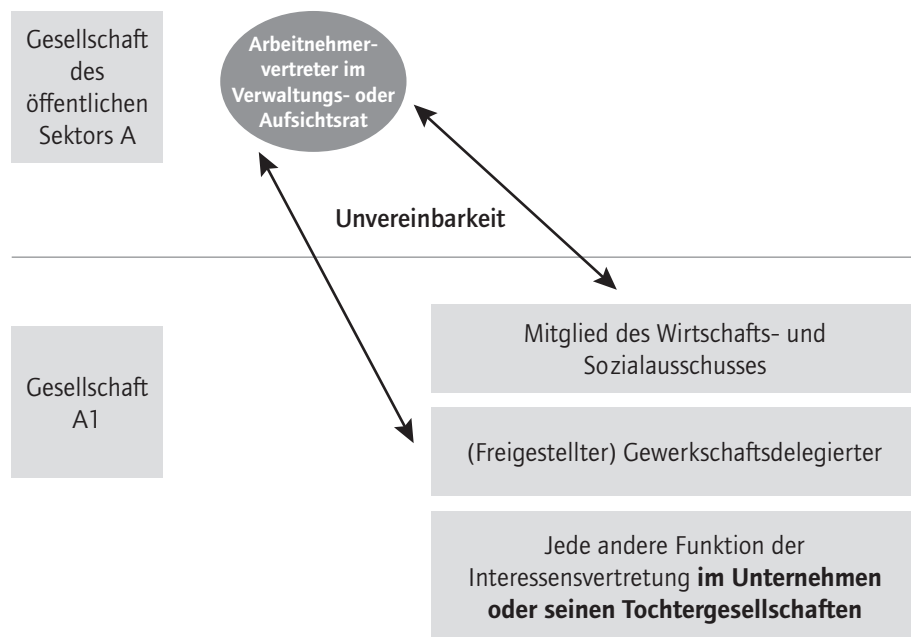 Gesellschaft
des
öffentlichen
Sektors A
Arbeitnehmer-
vertreter im
Verwaltungs- oder
Aufsichtsrat
Unvereinbarkeit
Gesellschaft
A1
Mitglied des Wirtschafts- und
Sozialausschusses
(Freigestellter) Gewerkschaftsdelegierter
Jede andere Funktion der
Interessensvertretung im Unternehmen
oder seinen Tochtergesellschaften